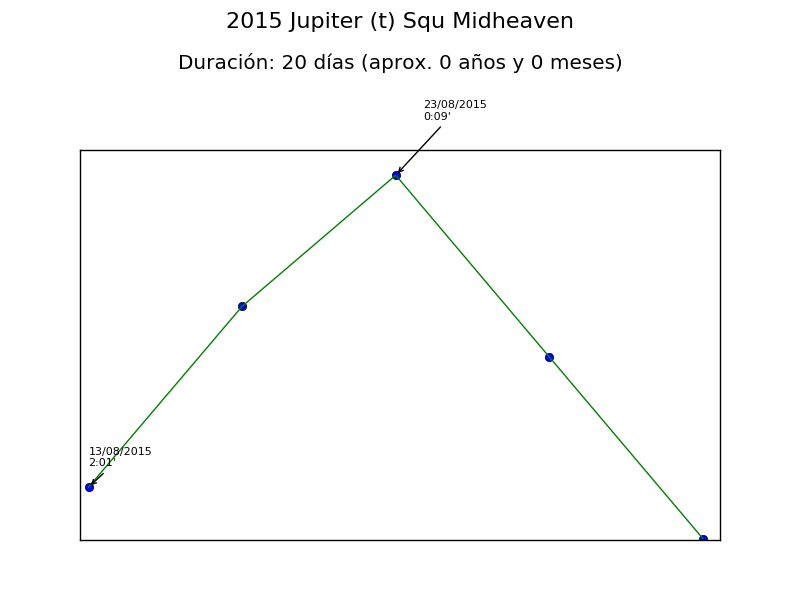 2015 Jupiter (t) Squ Midheaven
Duración: 20 días (aprox. 0 años y 0 meses)
23/08/2015
0:09'
13/08/2015
2:01'